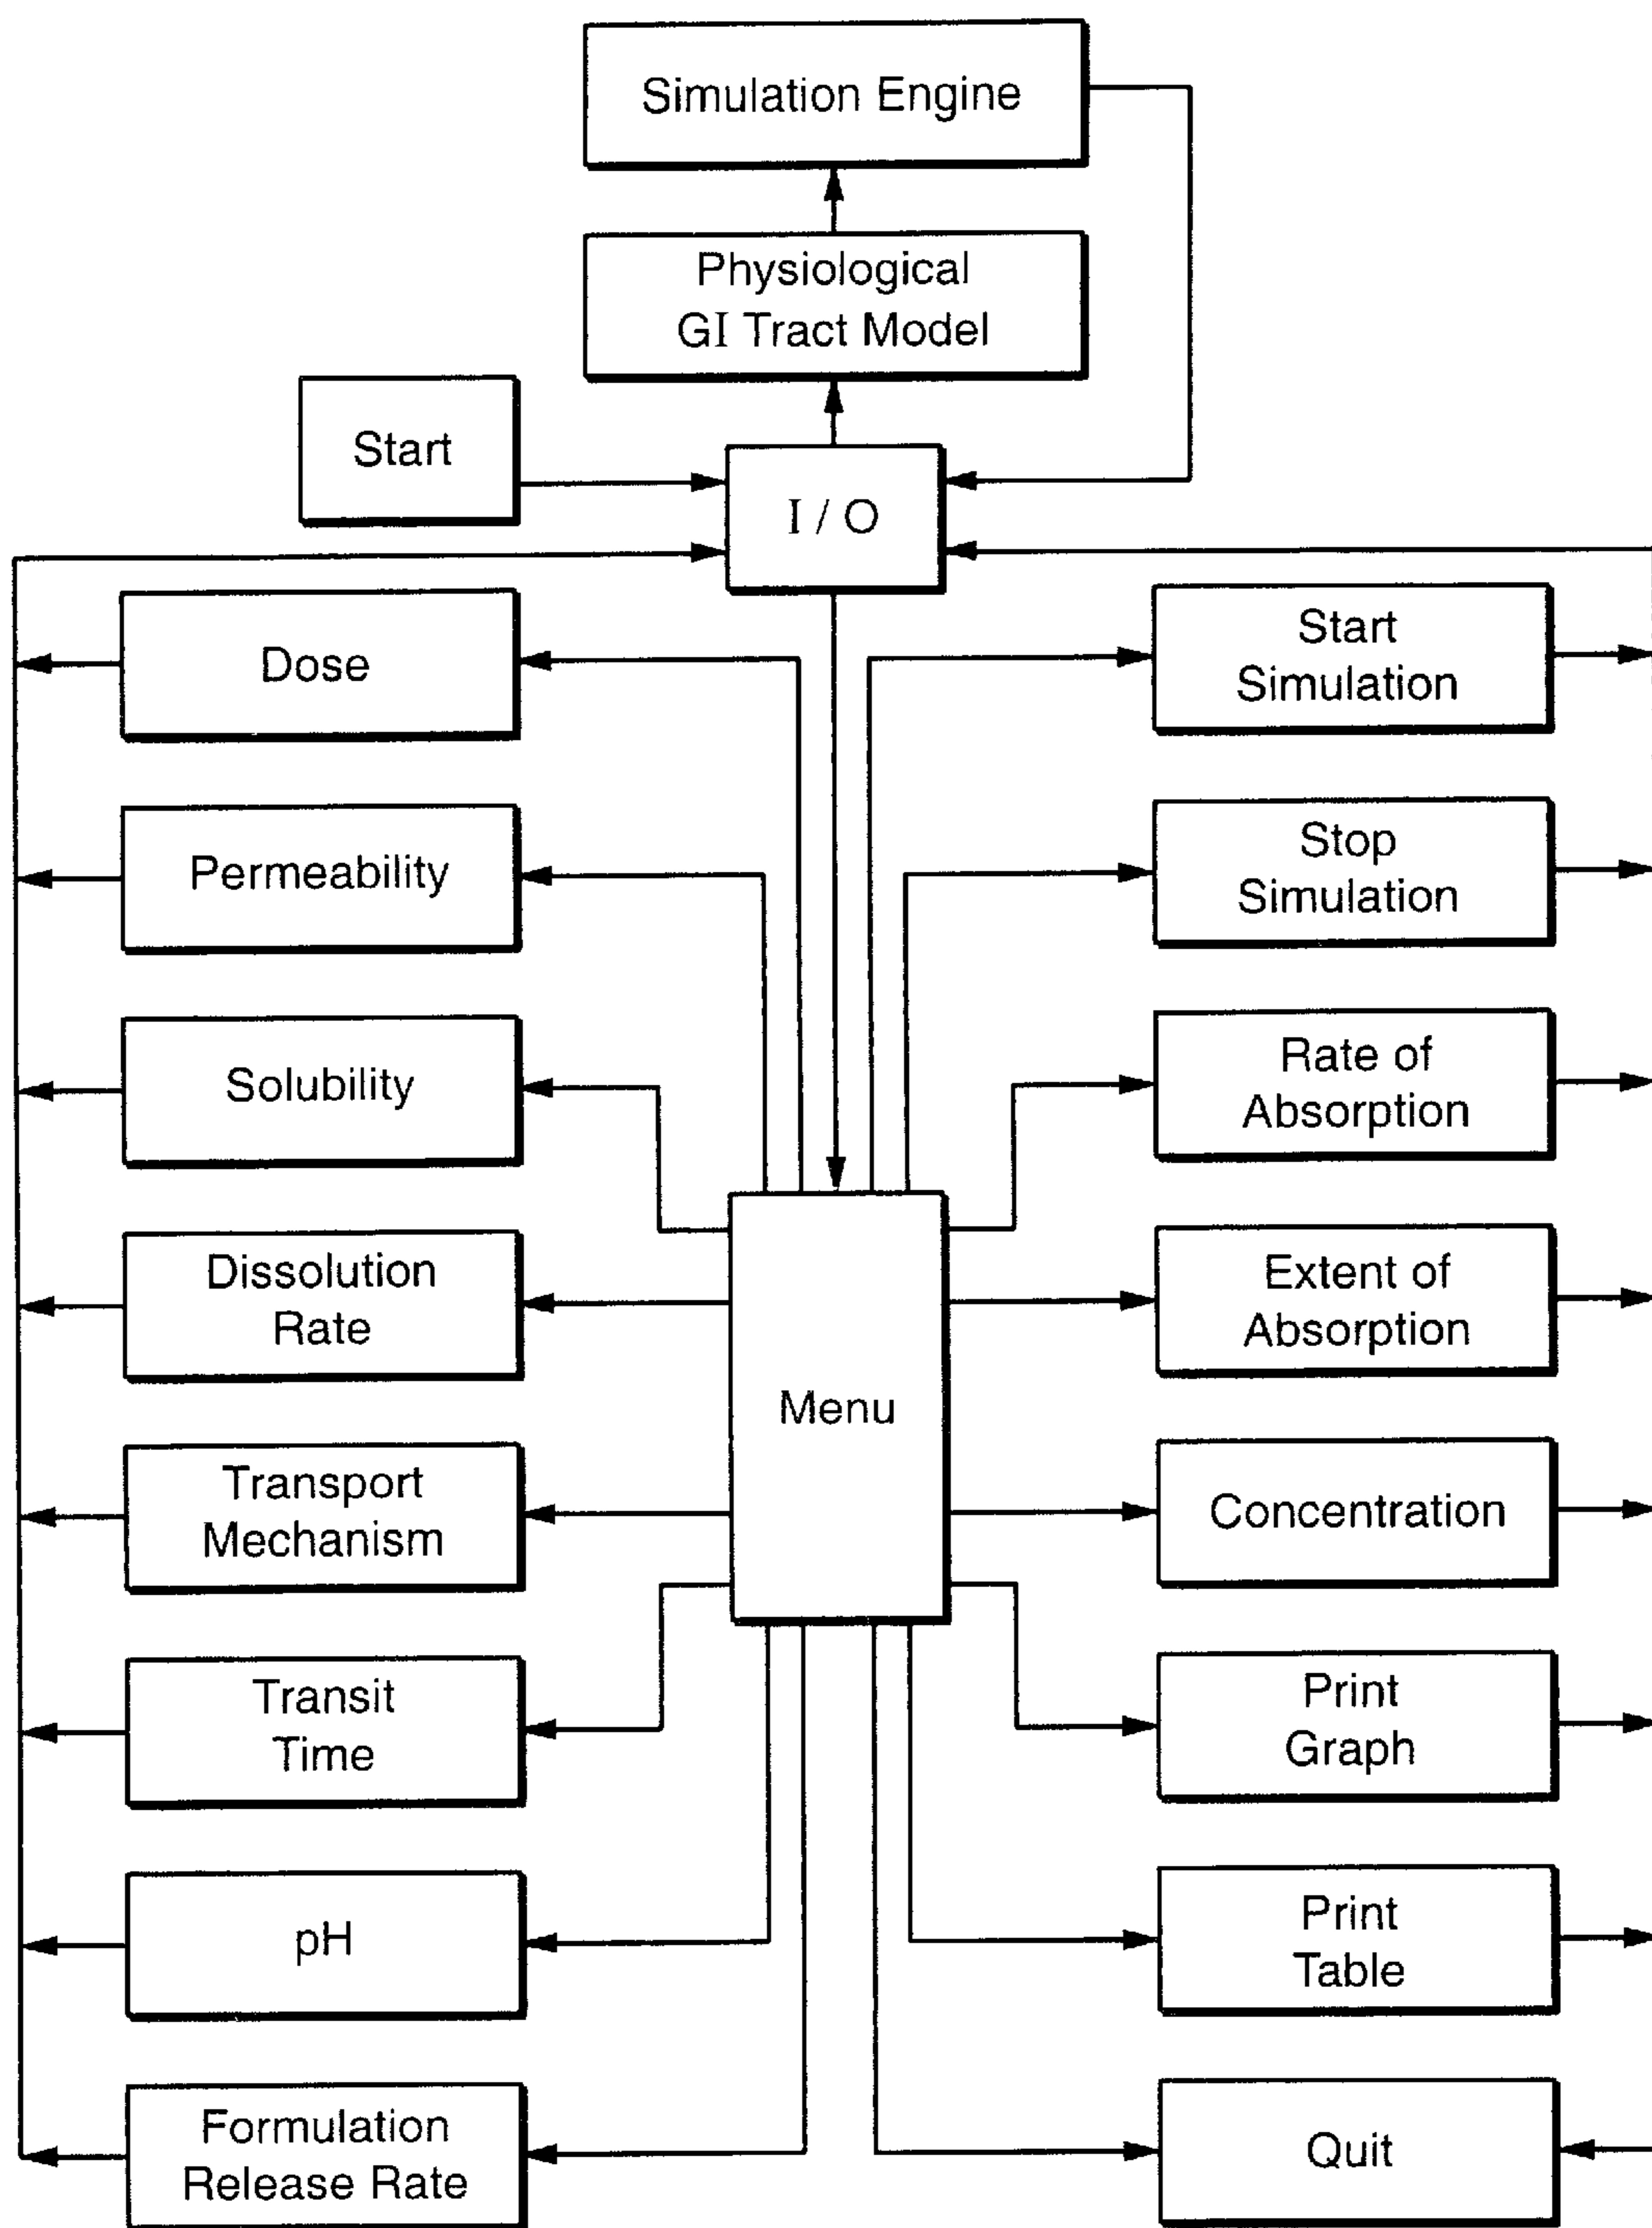 Simulation Engine
Physiological
GI Tract Model
Start
I / O
Dose
Start
Simulation
Permeability
Stop
Simulation
Solubility
Rate of
Absorption
Dissolution
Rate
Extent of
Absorption
Menu
Transport
Mechanism
Concentration
Transit
Time
Print
Graph
pH
Print
Table
Formulation
Release Rate
Quit